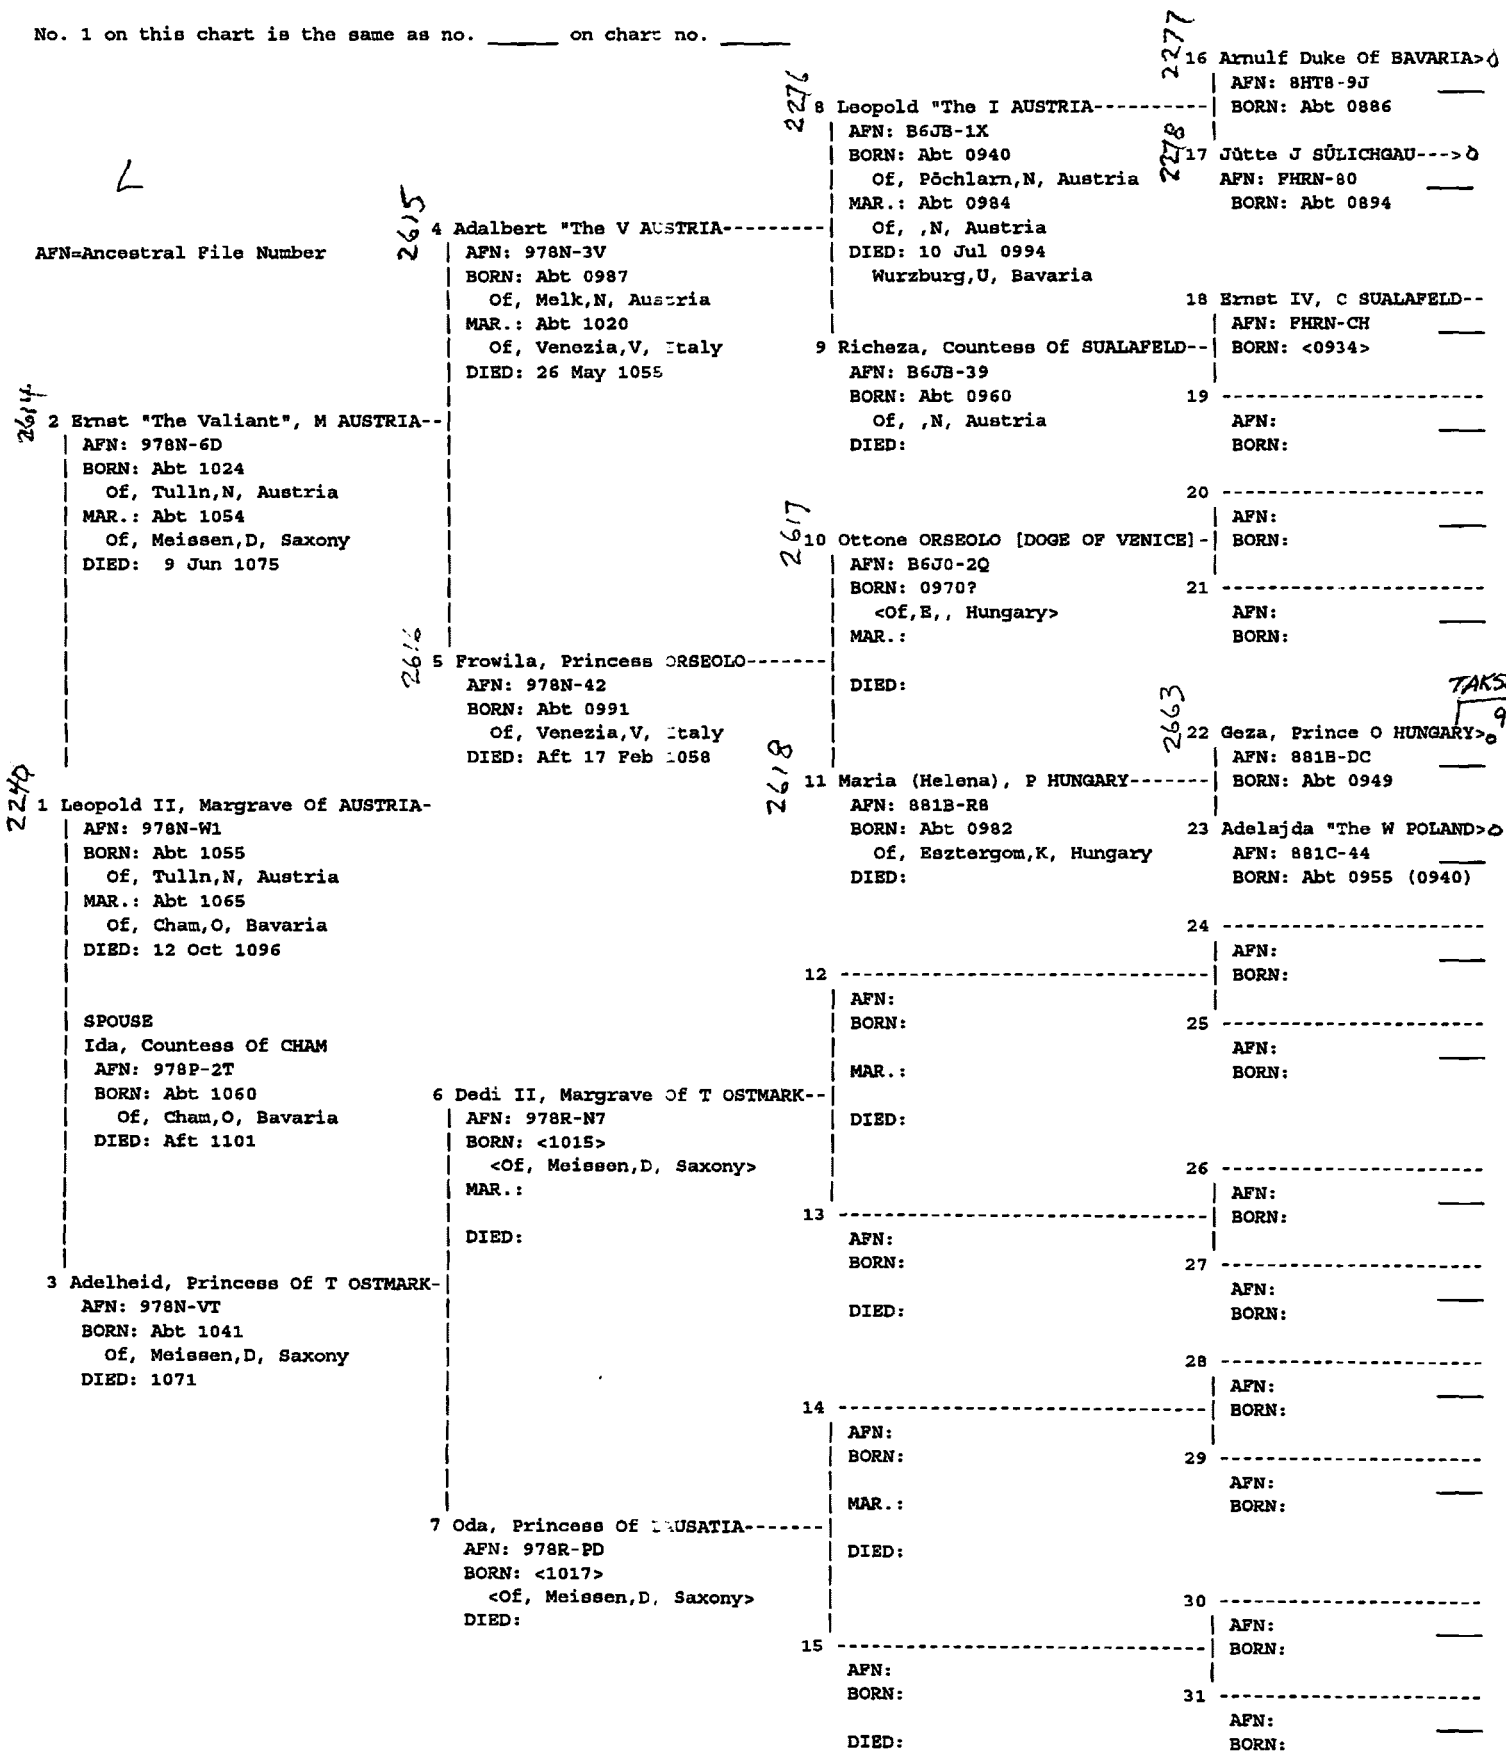 No. 1 on this chart is the same as no. _____ on chart no. _____
L
AFN=Ancestral File Number
2240
1 Leopold II, Margrave Of AUSTRIA-
AFN: 978N-W1
BORN: Abt 1055
Of, Tulln,N, Austria
MAR.: Abt 1065
Of, Cham,O, Bavaria
DIED: 12 Oct 1096
SPOUSE
Ida, Countess Of CHAM
AFN: 978P-2T
BORN: Abt 1060
Of, Cham,O, Bavaria
DIED: Aft 1101
2614
2 Ernst "The Valiant", M AUSTRIA--
AFN: 978N-6D
BORN: Abt 1024
Of, Tulln,N, Austria
MAR.: Abt 1054
Of, Meissen,D, Saxony
DIED: 9 Jun 1075
3 Adelheid, Princess Of T OSTMARK-
AFN: 978N-VT
BORN: Abt 1041
Of, Meissen,D, Saxony
DIED: 1071
2615
4 Adalbert "The V AUSTRIA--------
AFN: 978N-3V
BORN: Abt 0987
Of, Melk,N, Austria
MAR.: Abt 1020
Of, Venezia,V, Italy
DIED: 26 May 1055
2616
5 Frowila, Princess ORSEOLO-------
AFN: 978N-42
BORN: Abt 0991
Of, Venezia,V, Italy
DIED: Aft 17 Feb 1058
6 Dedi II, Margrave Of T OSTMARK--
AFN: 978R-N7
BORN: <1015>
<Of, Meissen,D, Saxony>
MAR.:
DIED:
7 Oda, Princess Of LAUSATIA-------
AFN: 978R-PD
BORN: <1017>
<Of, Meissen,D, Saxony>
DIED:
2276
8 Leopold "The I AUSTRIA----------
AFN: B6JB-1X
BORN: Abt 0940
Of, Pöchlarn,N, Austria
MAR.: Abt 0984
Of, ,N, Austria
DIED: 10 Jul 0994
Wurzburg,U, Bavaria
9 Richeza, Countess Of SUALAFELD--
AFN: B6JB-39
BORN: Abt 0960
Of, ,N, Austria
DIED:
2617
10 Ottone ORSEOLO [DOGE OF VENICE]-
AFN: B6J0-2Q
BORN: 0970?
<Of,E,, Hungary>
MAR.:
DIED:
2618
11 Maria (Helena), P HUNGARY-------
AFN: 881B-R8
BORN: Abt 0982
Of, Esztergom,K, Hungary
DIED:
12 --------------------------------
AFN:
BORN:
MAR.:
DIED:
13 --------------------------------
AFN:
BORN:
DIED:
14 --------------------------------
AFN:
BORN:
MAR.:
DIED:
15 --------------------------------
AFN:
BORN:
DIED:
2277
16 Arnulf Duke Of BAVARIA>
AFN: 8HT8-9J
BORN: Abt 0886
2278
17 Jütte J SÜLICHGAU--->
AFN: FHRN-80
BORN: Abt 0894
18 Ernst IV, C SUALAFELD--
AFN: FHRN-CH
BORN: <0934>
19 -----------------------
AFN:
BORN:
20 -----------------------
AFN:
BORN:
21 -----------------------
AFN:
BORN:
2663
22 Geza, Prince O HUNGARY>
AFN: 881B-DC
BORN: Abt 0949
23 Adelajda "The W POLAND>
AFN: 881C-44
BORN: Abt 0955 (0940)
24 -----------------------
AFN:
BORN:
25 -----------------------
AFN:
BORN:
26 -----------------------
AFN:
BORN:
27 -----------------------
AFN:
BORN:
28 -----------------------
AFN:
BORN:
29 -----------------------
AFN:
BORN:
30 -----------------------
AFN:
BORN:
31 -----------------------
AFN:
BORN: